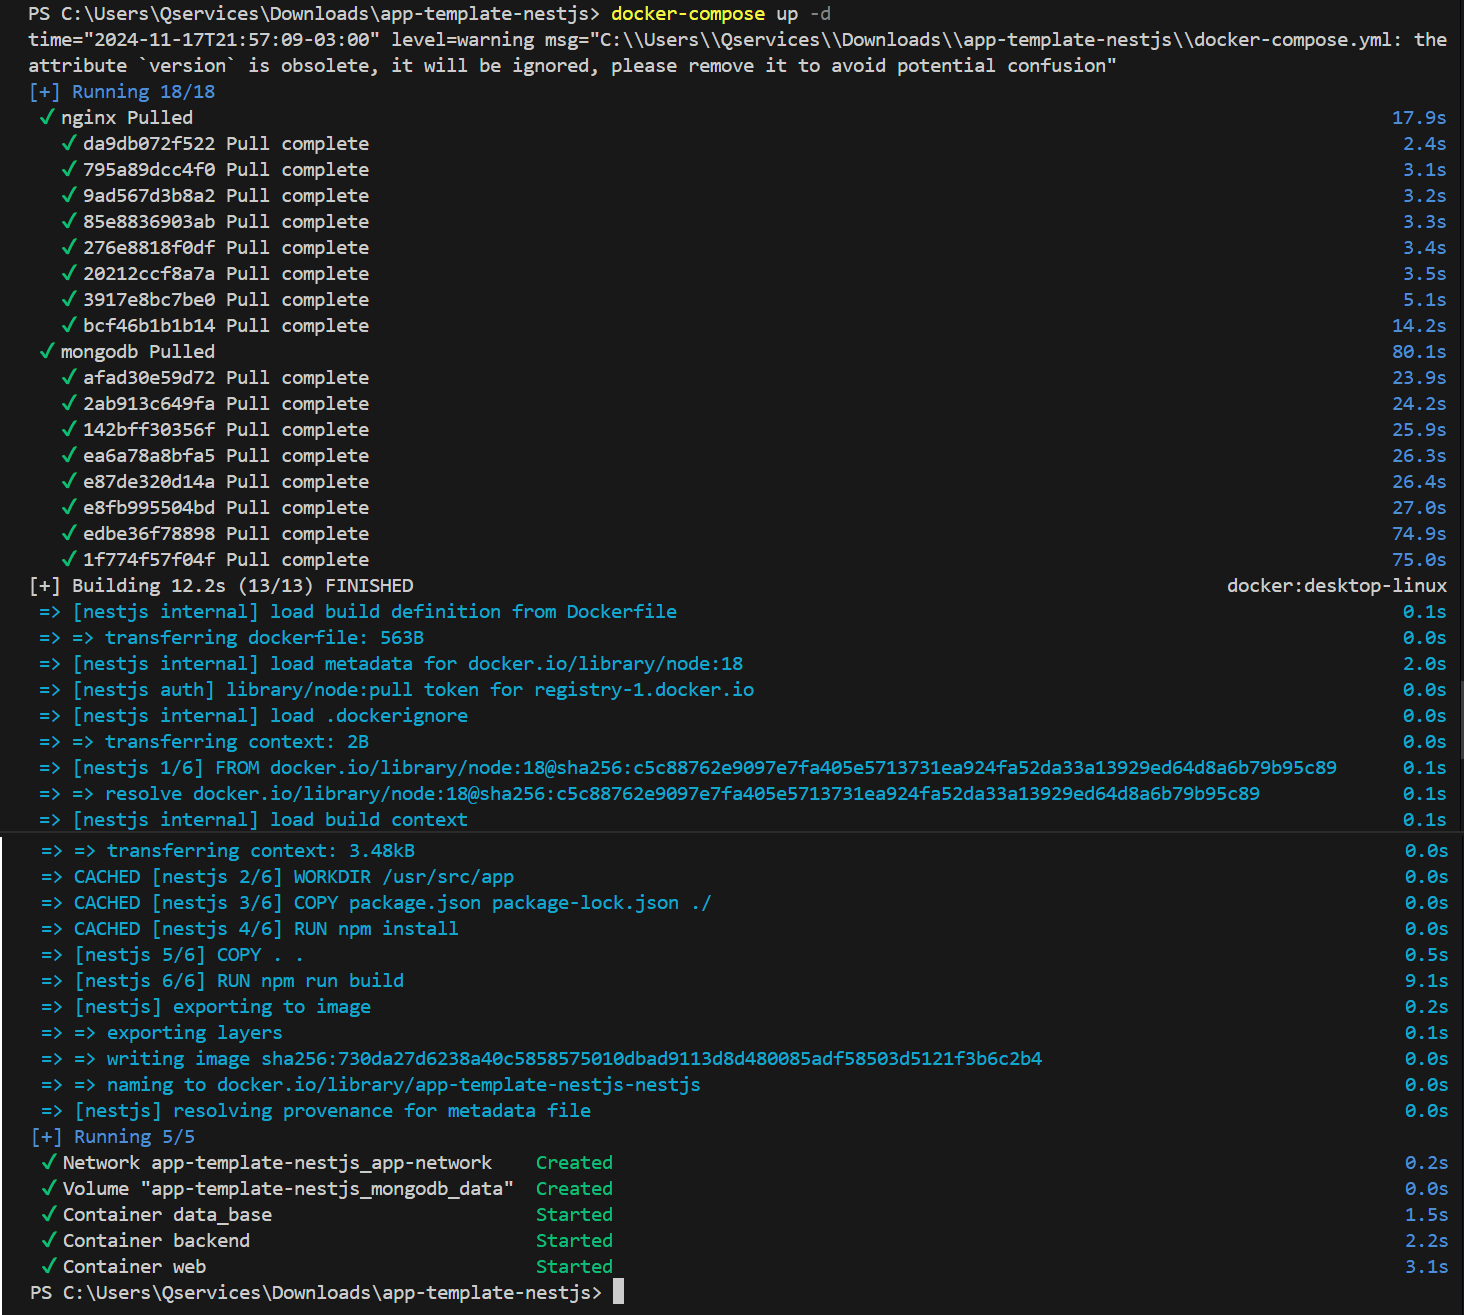 PS C:\Users\Qservices\Downloads\app-template-nestjs> docker-compose up -d
time="2024-11-17T21:57:09-03:00" level=warning msg="C:\\Users\\Qservices\\Downloads\\app-template-nestjs\\docker-compose.yml: the
attribute `version` is obsolete, it will be ignored, please remove it to avoid potential confusion"
[+] Running 18/18
✔ nginx Pulled 17.9s
✔ da9db072f522 Pull complete 2.4s
✔ 795a89dcc4f0 Pull complete 3.1s
✔ 9ad567d3b8a2 Pull complete 3.2s
✔ 85e8836903ab Pull complete 3.3s
✔ 276e8818f0df Pull complete 3.4s
✔ 20212ccf8a7a Pull complete 3.5s
✔ 3917e8bc7be0 Pull complete 5.1s
✔ bcf46b1b1b14 Pull complete 14.2s
✔ mongodb Pulled 80.1s
✔ afad30e59d72 Pull complete 23.9s
✔ 2ab913c649fa Pull complete 24.2s
✔ 142bff30356f Pull complete 25.9s
✔ ea6a78a8bfa5 Pull complete 26.3s
✔ e87de320d14a Pull complete 26.4s
✔ e8fb995504bd Pull complete 27.0s
✔ edbe36f78898 Pull complete 74.9s
✔ 1f774f57f04f Pull complete 75.0s
[+] Building 12.2s (13/13) FINISHED docker:desktop-linux
=> [nestjs internal] load build definition from Dockerfile 0.1s
=> => transferring dockerfile: 563B 0.0s
=> [nestjs internal] load metadata for docker.io/library/node:18 2.0s
=> [nestjs auth] library/node:pull token for registry-1.docker.io 0.0s
=> [nestjs internal] load .dockerignore 0.0s
=> => transferring context: 2B 0.0s
=> [nestjs 1/6] FROM docker.io/library/node:18@sha256:c5c88762e9097e7fa405e5713731ea924fa52da33a13929ed64d8a6b79b95c89 0.1s
=> => resolve docker.io/library/node:18@sha256:c5c88762e9097e7fa405e5713731ea924fa52da33a13929ed64d8a6b79b95c89 0.1s
=> [nestjs internal] load build context 0.1s
=> => transferring context: 3.48kB 0.0s
=> CACHED [nestjs 2/6] WORKDIR /usr/src/app 0.0s
=> CACHED [nestjs 3/6] COPY package.json package-lock.json ./ 0.0s
=> CACHED [nestjs 4/6] RUN npm install 0.0s
=> [nestjs 5/6] COPY . . 0.5s
=> [nestjs 6/6] RUN npm run build 9.1s
=> [nestjs] exporting to image 0.2s
=> => exporting layers 0.1s
=> => writing image sha256:730da27d6238a40c5858575010dbad9113d8d480085adf58503d5121f3b6c2b4 0.0s
=> => naming to docker.io/library/app-template-nestjs-nestjs 0.0s
=> [nestjs] resolving provenance for metadata file 0.0s
[+] Running 5/5
✔ Network app-template-nestjs_app-network Created 0.2s
✔ Volume "app-template-nestjs_mongodb_data" Created 0.0s
✔ Container data_base Started 1.5s
✔ Container backend Started 2.2s
✔ Container web Started 3.1s
PS C:\Users\Qservices\Downloads\app-template-nestjs>